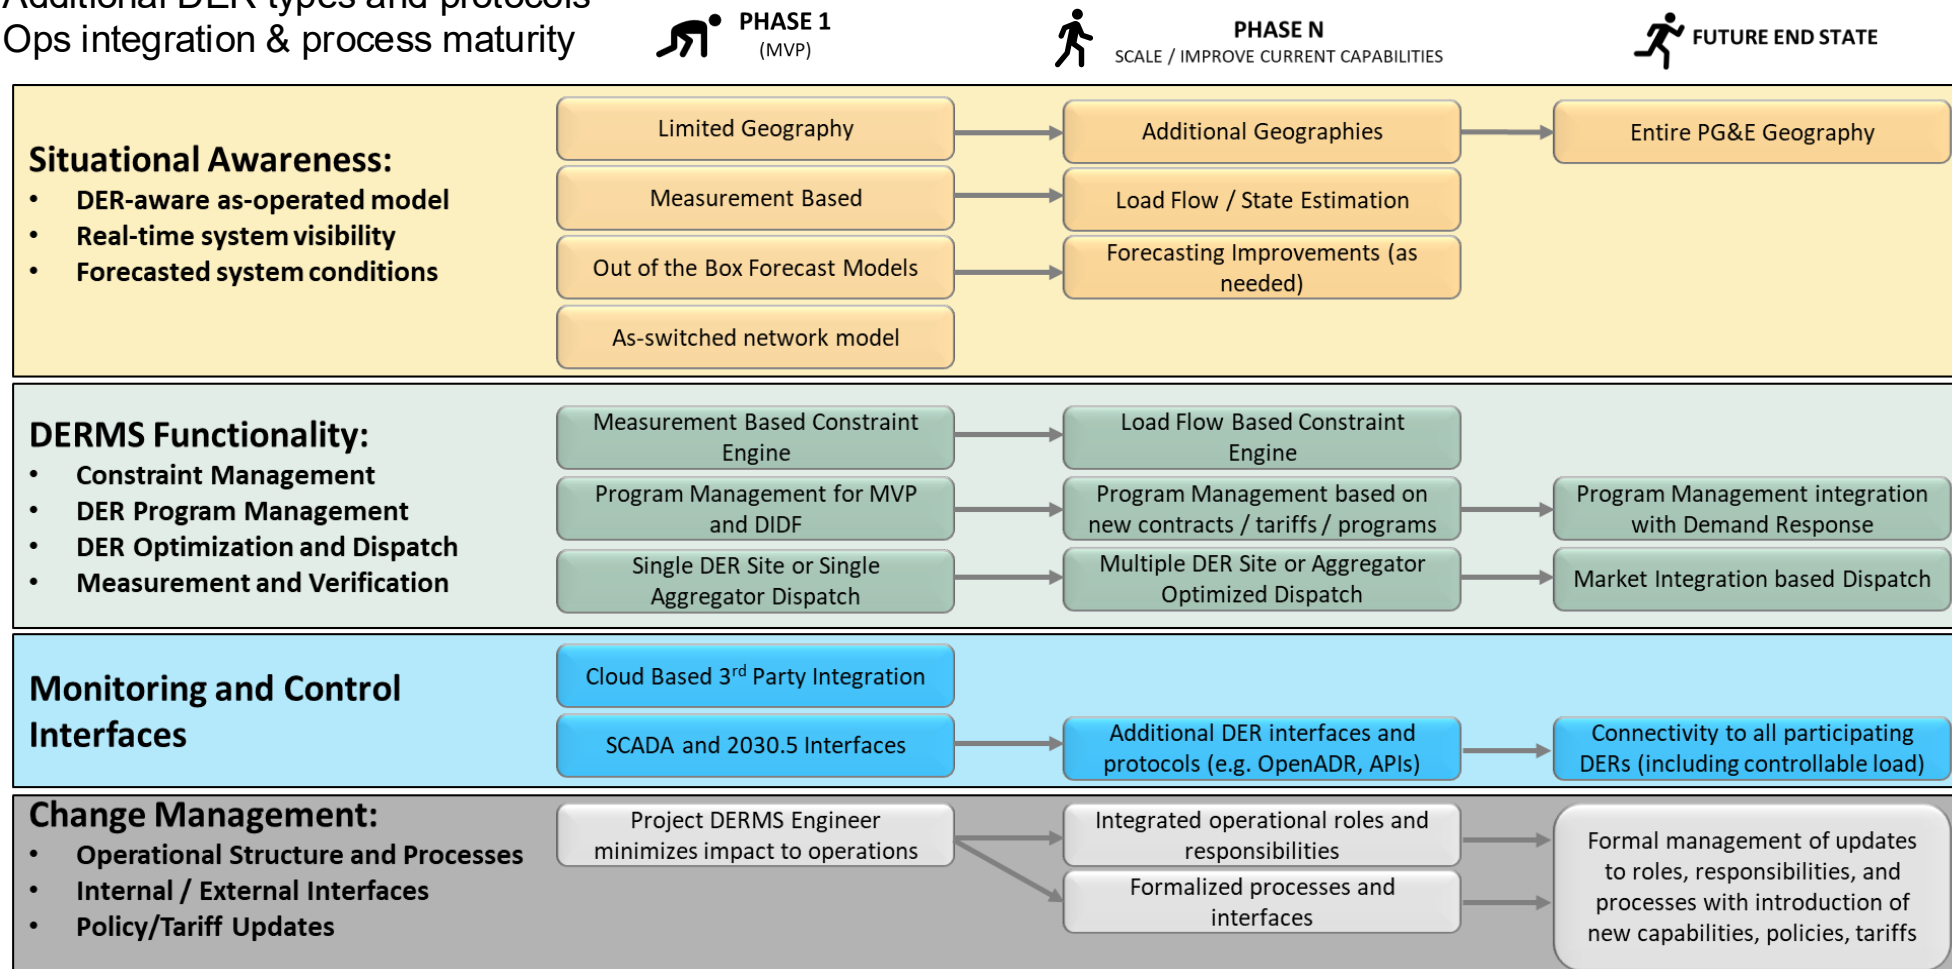 Additional DER types and protocols
Ops integration & process maturity
PHASE 1
(MVP)
PHASE N
SCALE / IMPROVE CURRENT CAPABILITIES
FUTURE END STATE
Situational Awareness:
• DER-aware as-operated model
• Real-time system visibility
• Forecasted system conditions
Limited Geography
Additional Geographies
Entire PG&E Geography
Measurement Based
Load Flow / State Estimation
Out of the Box Forecast Models
Forecasting Improvements (as
needed)
As-switched network model
DERMS Functionality:
• Constraint Management
• DER Program Management
• DER Optimization and Dispatch
• Measurement and Verification
Measurement Based Constraint
Engine
Load Flow Based Constraint
Engine
Program Management for MVP
and DIDF
Program Management based on
new contracts / tariffs / programs
Program Management integration
with Demand Response
Single DER Site or Single
Aggregator Dispatch
Multiple DER Site or Aggregator
Optimized Dispatch
Market Integration based Dispatch
Monitoring and Control
Interfaces
Cloud Based 3rd Party Integration
SCADA and 2030.5 Interfaces
Additional DER interfaces and
protocols (e.g. OpenADR, APIs)
Connectivity to all participating
DERs (including controllable load)
Change Management:
• Operational Structure and Processes
• Internal / External Interfaces
• Policy/Tariff Updates
Project DERMS Engineer
minimizes impact to operations
Integrated operational roles and
responsibilities
Formalized processes and
interfaces
Formal management of updates
to roles, responsibilities, and
processes with introduction of
new capabilities, policies, tariffs